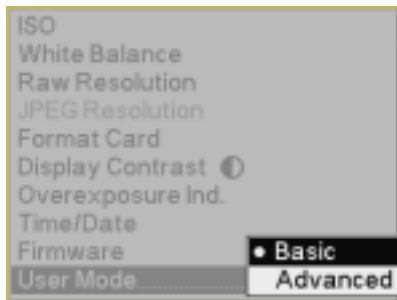 ISO
White Balance
Raw Resolution
JPEG Resolution
Format Card
Display Contrast
Overexposure Ind.
Time/Date
Firmware
• Basic
User Mode..............
Advanced